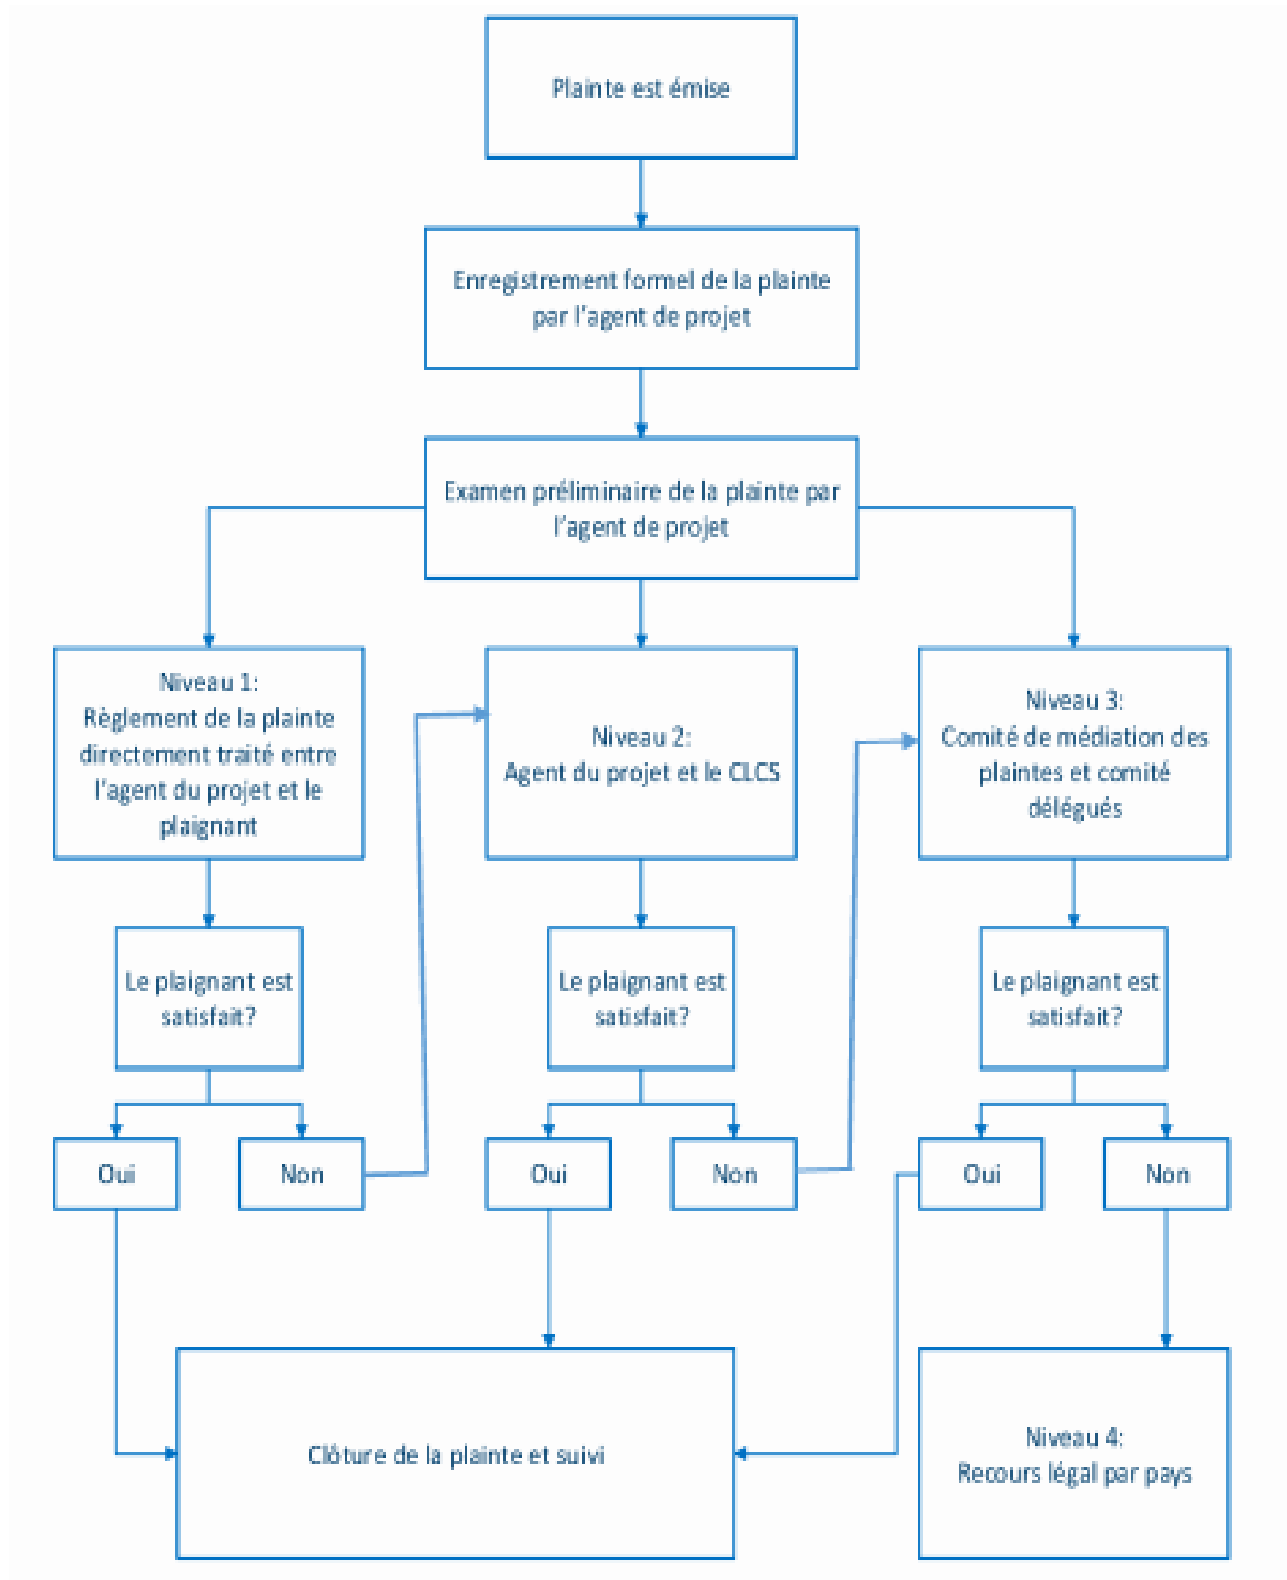 Plainte est émise
Enregistrement formel de la plainte
par l'agent de projet
Examen préliminaire de la plainte par
l'agent de projet
Niveau 1:
Règlement de la plainte
directement traité entre
l'agent du projet et le
plaignant
Niveau 2:
Agent du projet et le CLCS
Niveau 3:
Comité de médiation des
plaintes et comité
délégués
Le plaignant est
satisfait?
Le plaignant est
satisfait?
Le plaignant est
satisfait?
Oui
Non
Oui
Non
Oui
Non
Clôture de la plainte et suivi
Niveau 4:
Recours légal par pays